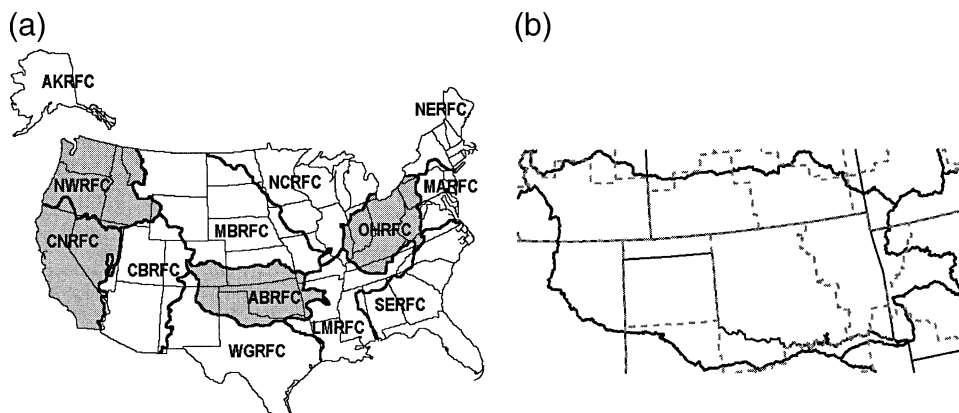 (a)
(b)
AKRFC
NERFC
NWRFC
NCRFC
MARFC
CNRFC
MBRFC
OHRFC
CBRFC
ABRFC
SERFC
LMRFC
WGRFC